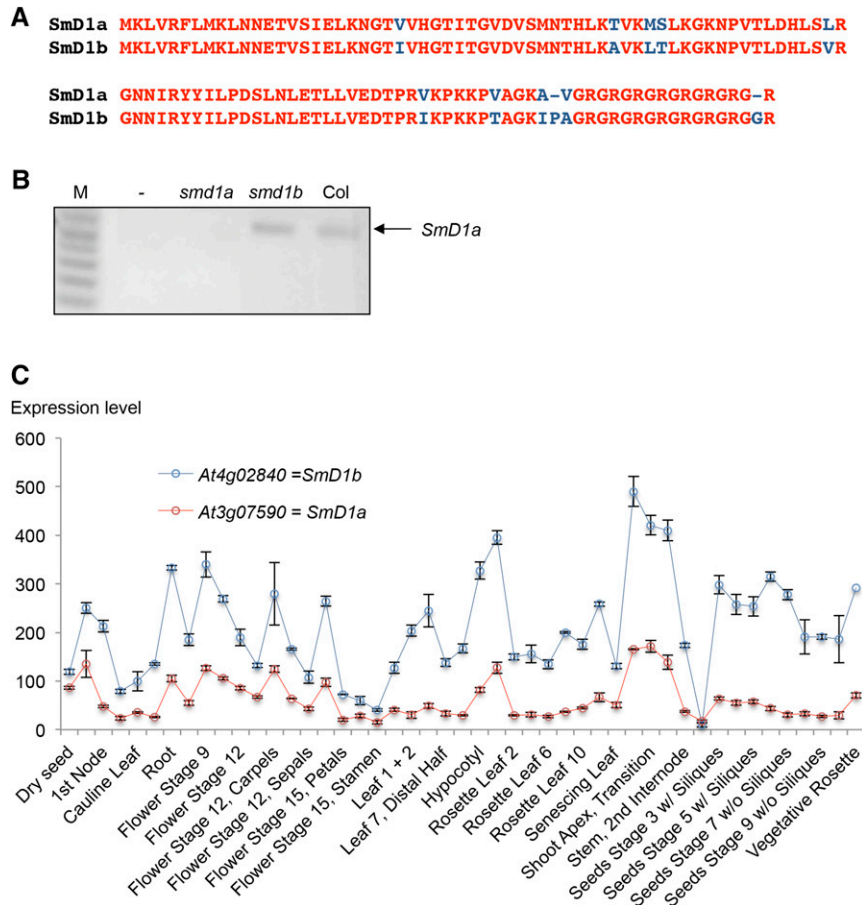 A
SmD1a MKLVRFLMKLNNETVSIELKNGTVVHGTITGVDVSMNTHLKTVKMSLKGKNPVTLDHLSLR
SmD1b MKLVRFLMKLNNETVSIELKNGTIVHGTITGVDVSMNTHLKAVKLTLKGKNPVTLDHLSVR
SmD1a GNNIRYYILPDSLNLETLLVEDTPRVKPKKPVAGKA-VGRGRGRGRGRGRGRG-R
SmD1b GNNIRYYILPDSLNLETLLVEDTPRIKPKKPTAGKIPAGRGRGRGRGRGRGRGGR
B
M - smd1a smd1b Col
SmD1a
C
Expression level
600
500
400
300
200
100
0
At4g02840 =SmD1b
At3g07590 = SmD1a
Dry seed
1st Node
Cauline Leaf
Root
Flower Stage 9
Flower Stage 12
Flower Stage 12, Carpels
Flower Stage 12, Sepals
Flower Stage 15, Petals
Flower Stage 15, Stamen
Leaf 1 + 2
Leaf 7, Distal Half
Hypocotyl
Rosette Leaf 2
Rosette Leaf 6
Rosette Leaf 10
Senescing Leaf
Shoot Apex, Transition
Stem, 2nd Internode
Seeds Stage 3 w/ Siliques
Seeds Stage 5 w/ Siliques
Seeds Stage 7 w/o Siliques
Seeds Stage 9 w/o Siliques
Vegetative Rosette